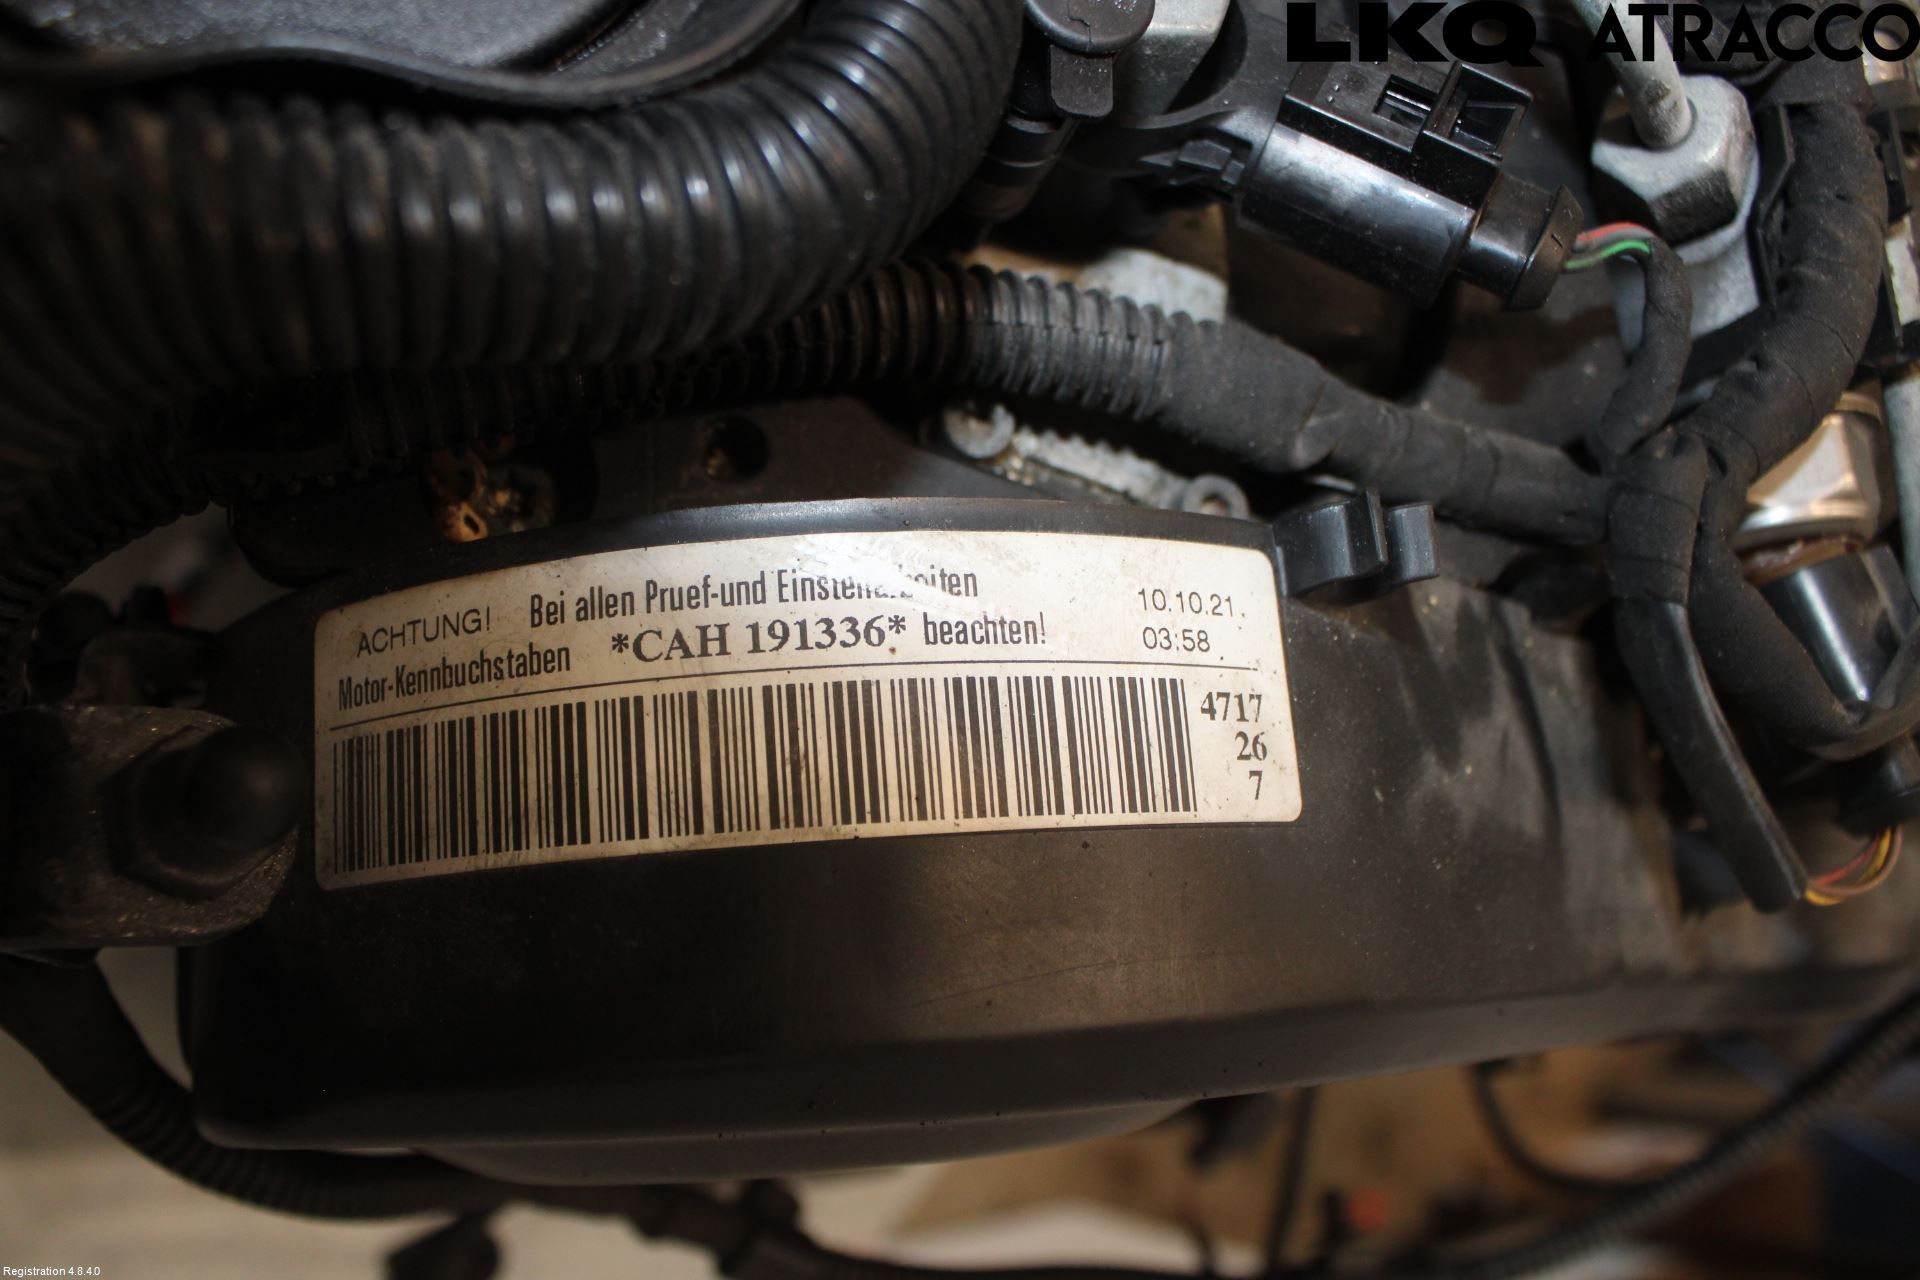 LKQ ATRACCO
ACHTUNG! Bei allen Pruef-und 10.10.21.
Motor-Kennbuchstaben *CAH 191336* beachten! 03:58
4717
26
7
Registration 4.8.4.0